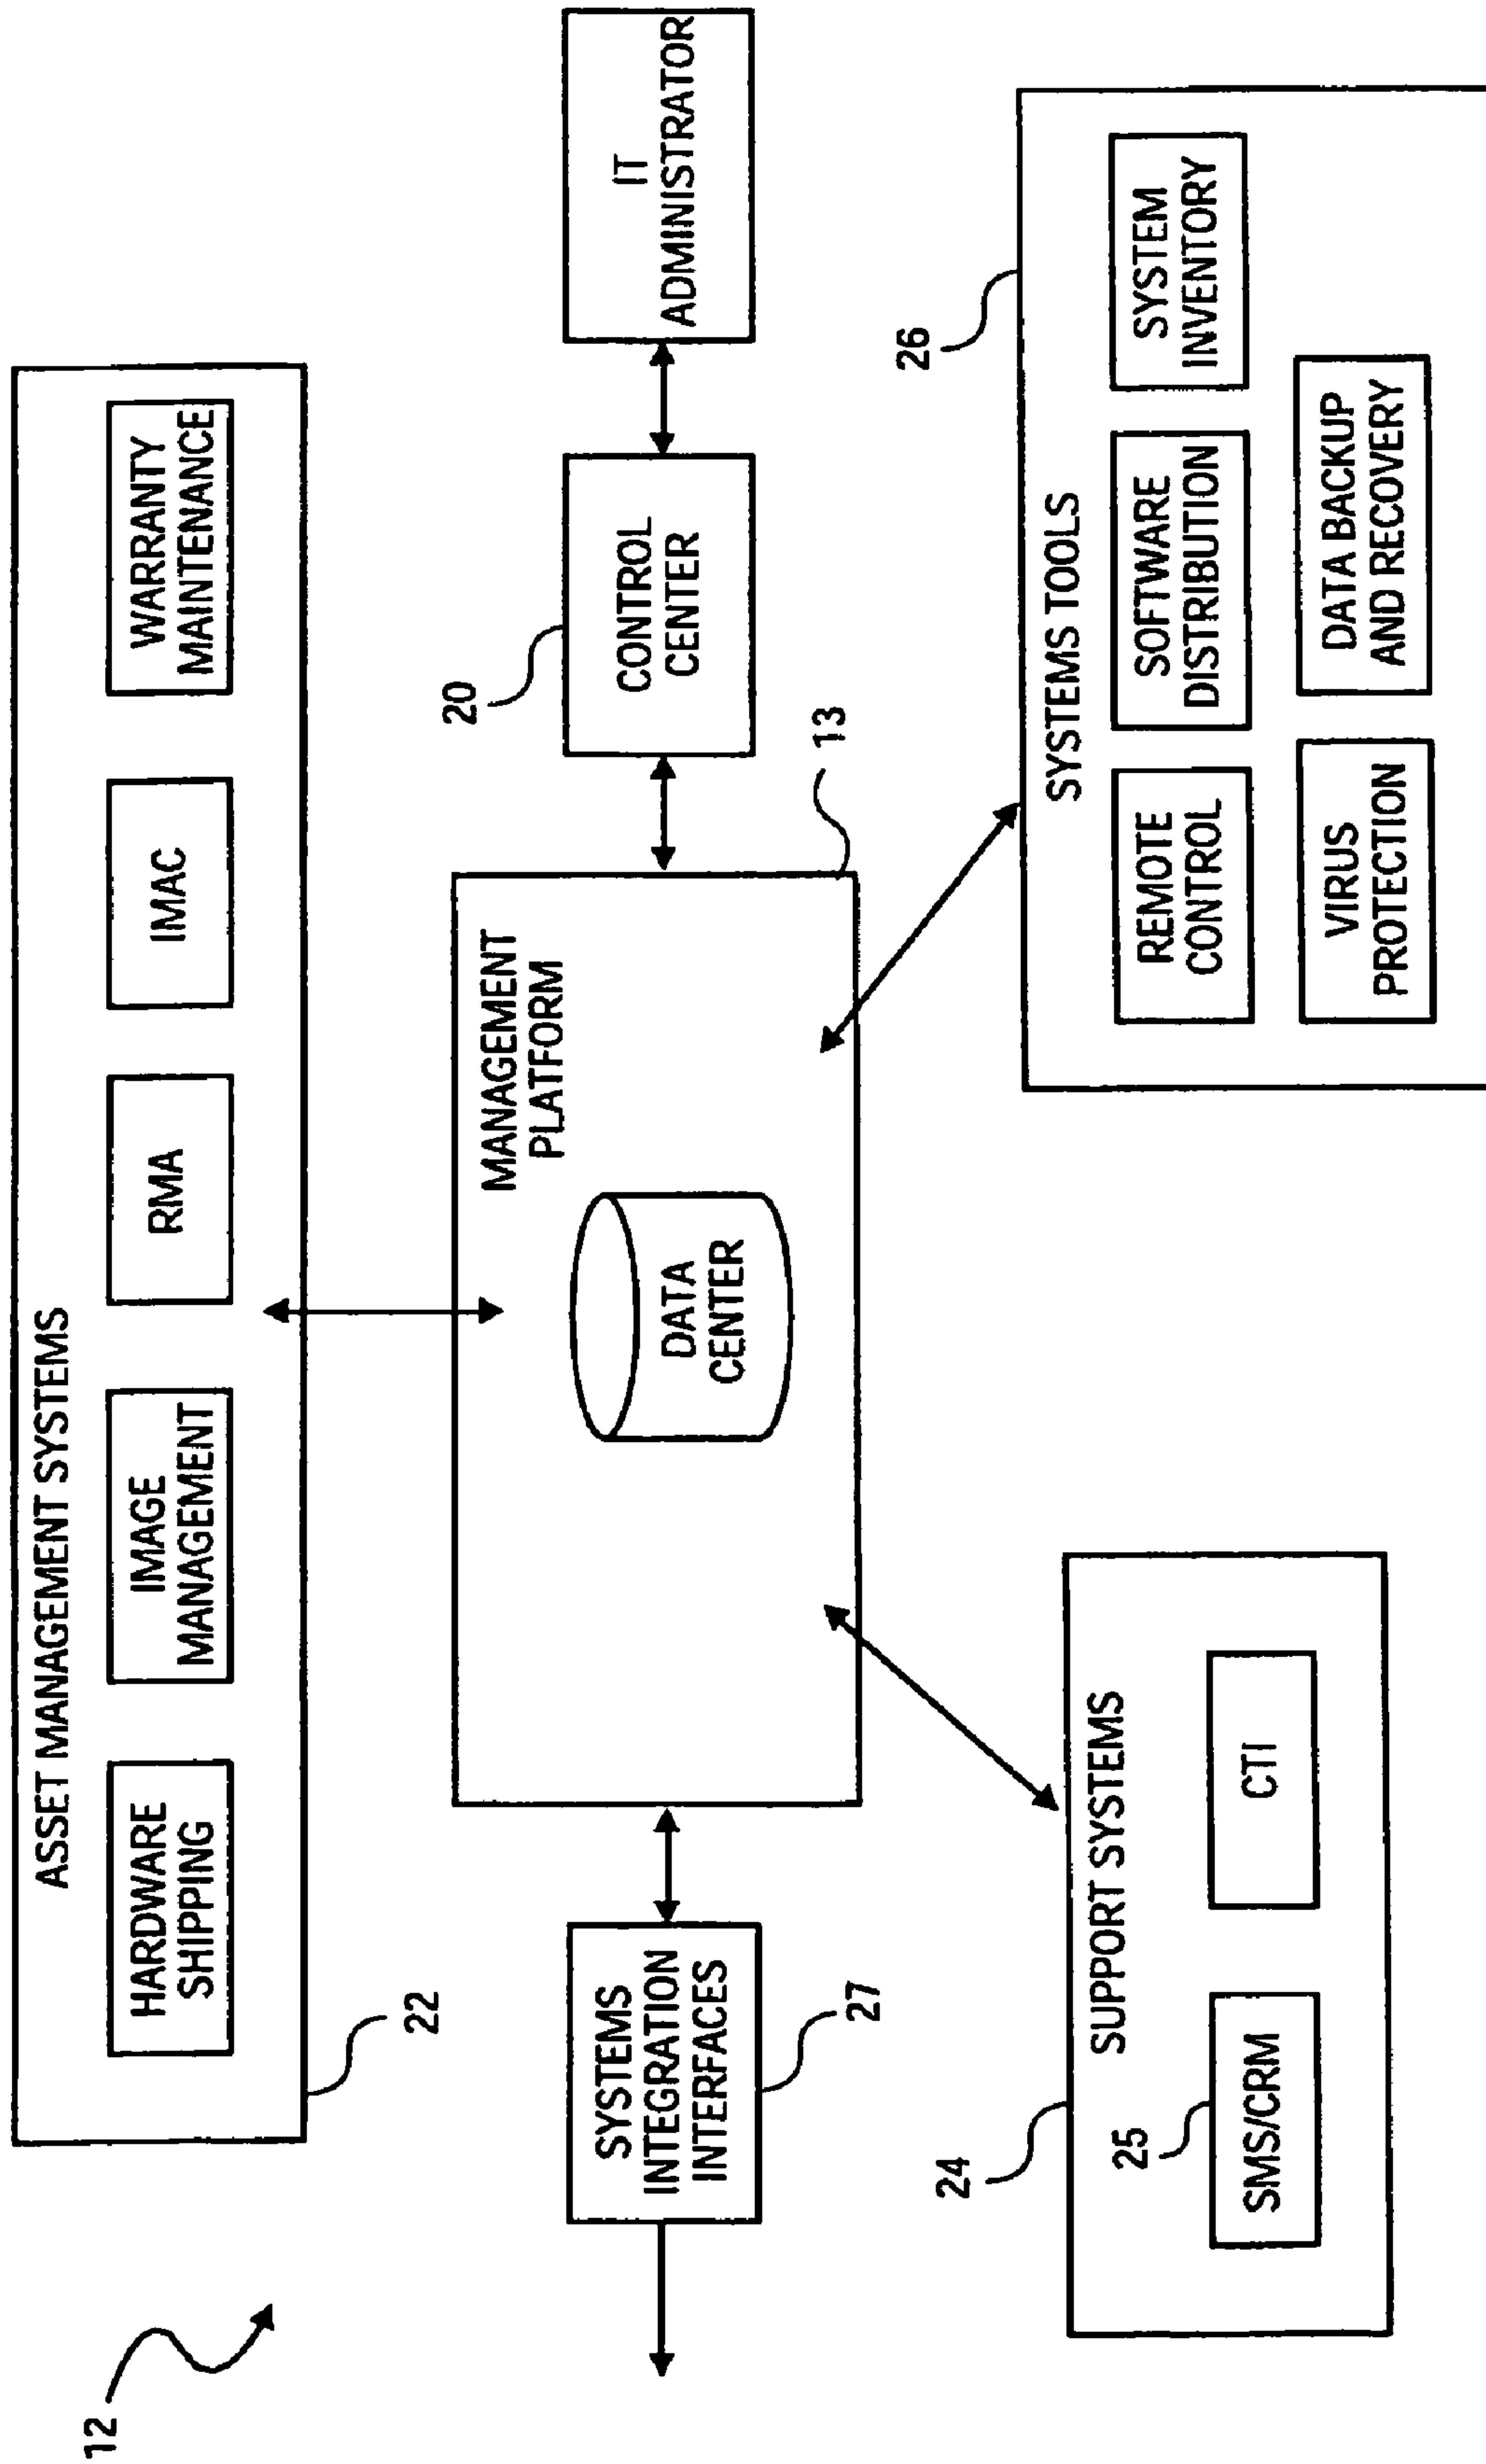 12
ASSET MANAGEMENT SYSTEMS
HARDWARE
SHIPPING
IMAGE
MANAGEMENT
RMA
IMAC
WARRANTY
MAINTENANCE
22
SYSTEMS
INTEGRATION
INTERFACES
27
MANAGEMENT
PLATFORM
DATA
CENTER
13
20
CONTROL
CENTER
IT
ADMINISTRATOR
24
SUPPORT SYSTEMS
25
SMS/CRM
CTI
26
SYSTEMS TOOLS
REMOTE
CONTROL
SOFTWARE
DISTRIBUTION
SYSTEM
INVENTORY
VIRUS
PROTECTION
DATA BACKUP
AND RECOVERY